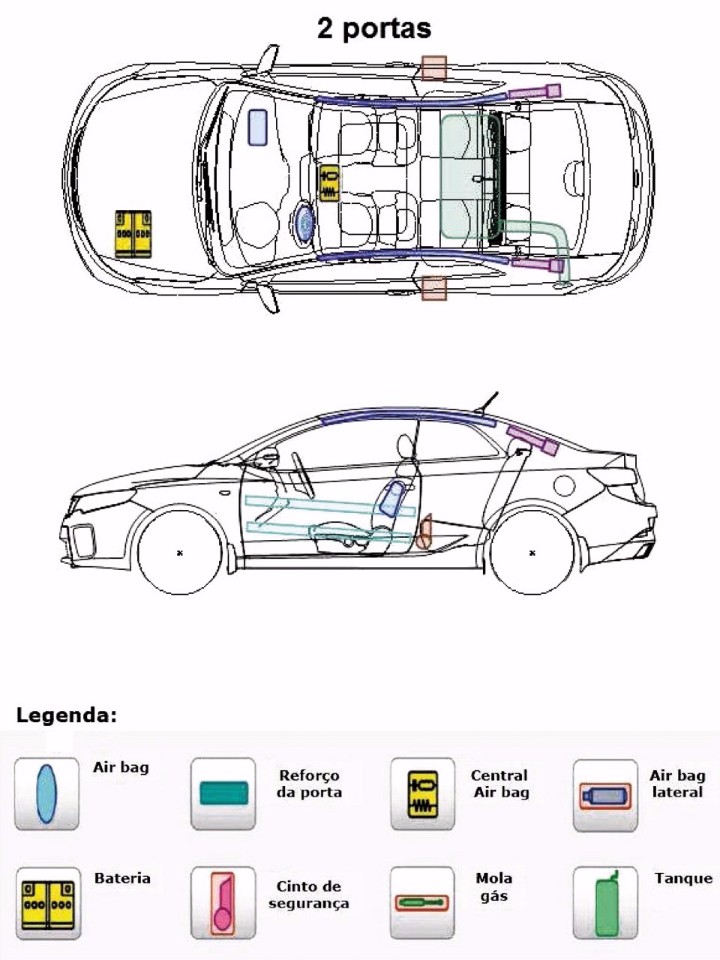 2 portas
Legenda:
Air bag
Reforço
da porta
Central
Air bag
Air bag
lateral
Bateria
Cinto de
segurança
Mola
gás
Tanque